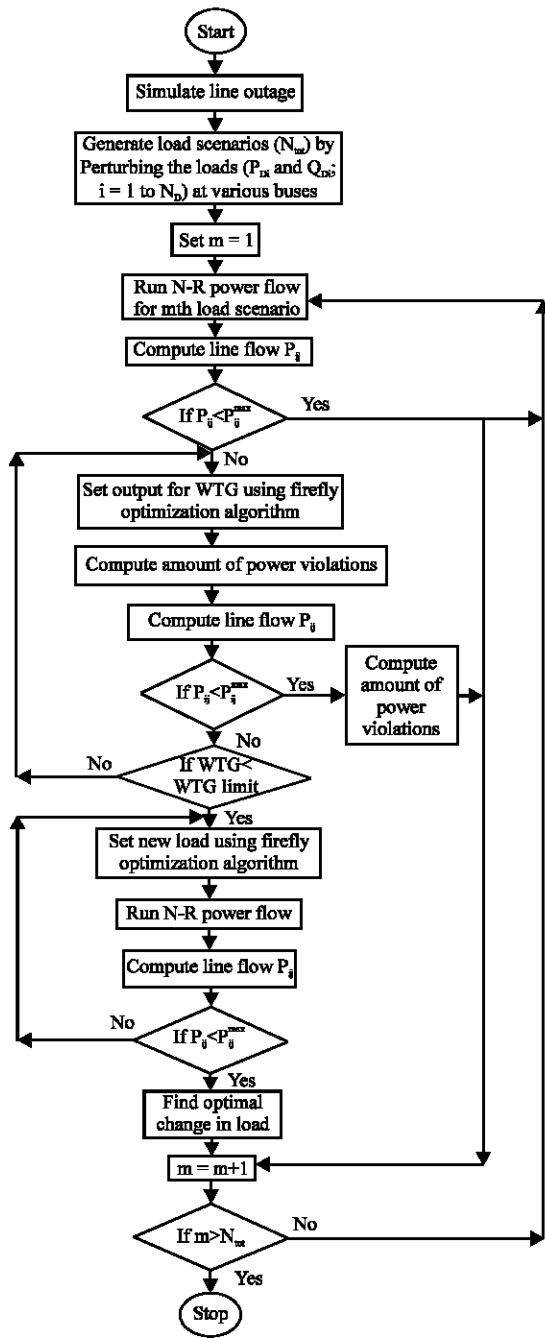 Start
Simulate line outage
Generate load scenarios (N_tot) by
Perturbing the loads (P_Di and Q_Di;
i = 1 to N_D) at various buses
Set m = 1
Run N-R power flow
for mth load scenario
Compute line flow P_ij
If P_ij<P_ij^max
Yes
No
Set output for WTG using firefly
optimization algorithm
Compute amount of power violations
Compute line flow P_ij
If P_ij<P_ij^max
Yes
Compute
amount of
power
violations
No
If WTG<
WTG limit
No
Yes
Set new load using firefly
optimization algorithm
Run N-R power flow
Compute line flow P_ij
If P_ij<P_ij^max
No
Yes
Find optimal
change in load
m = m+1
If m>N_tot
No
Yes
Stop